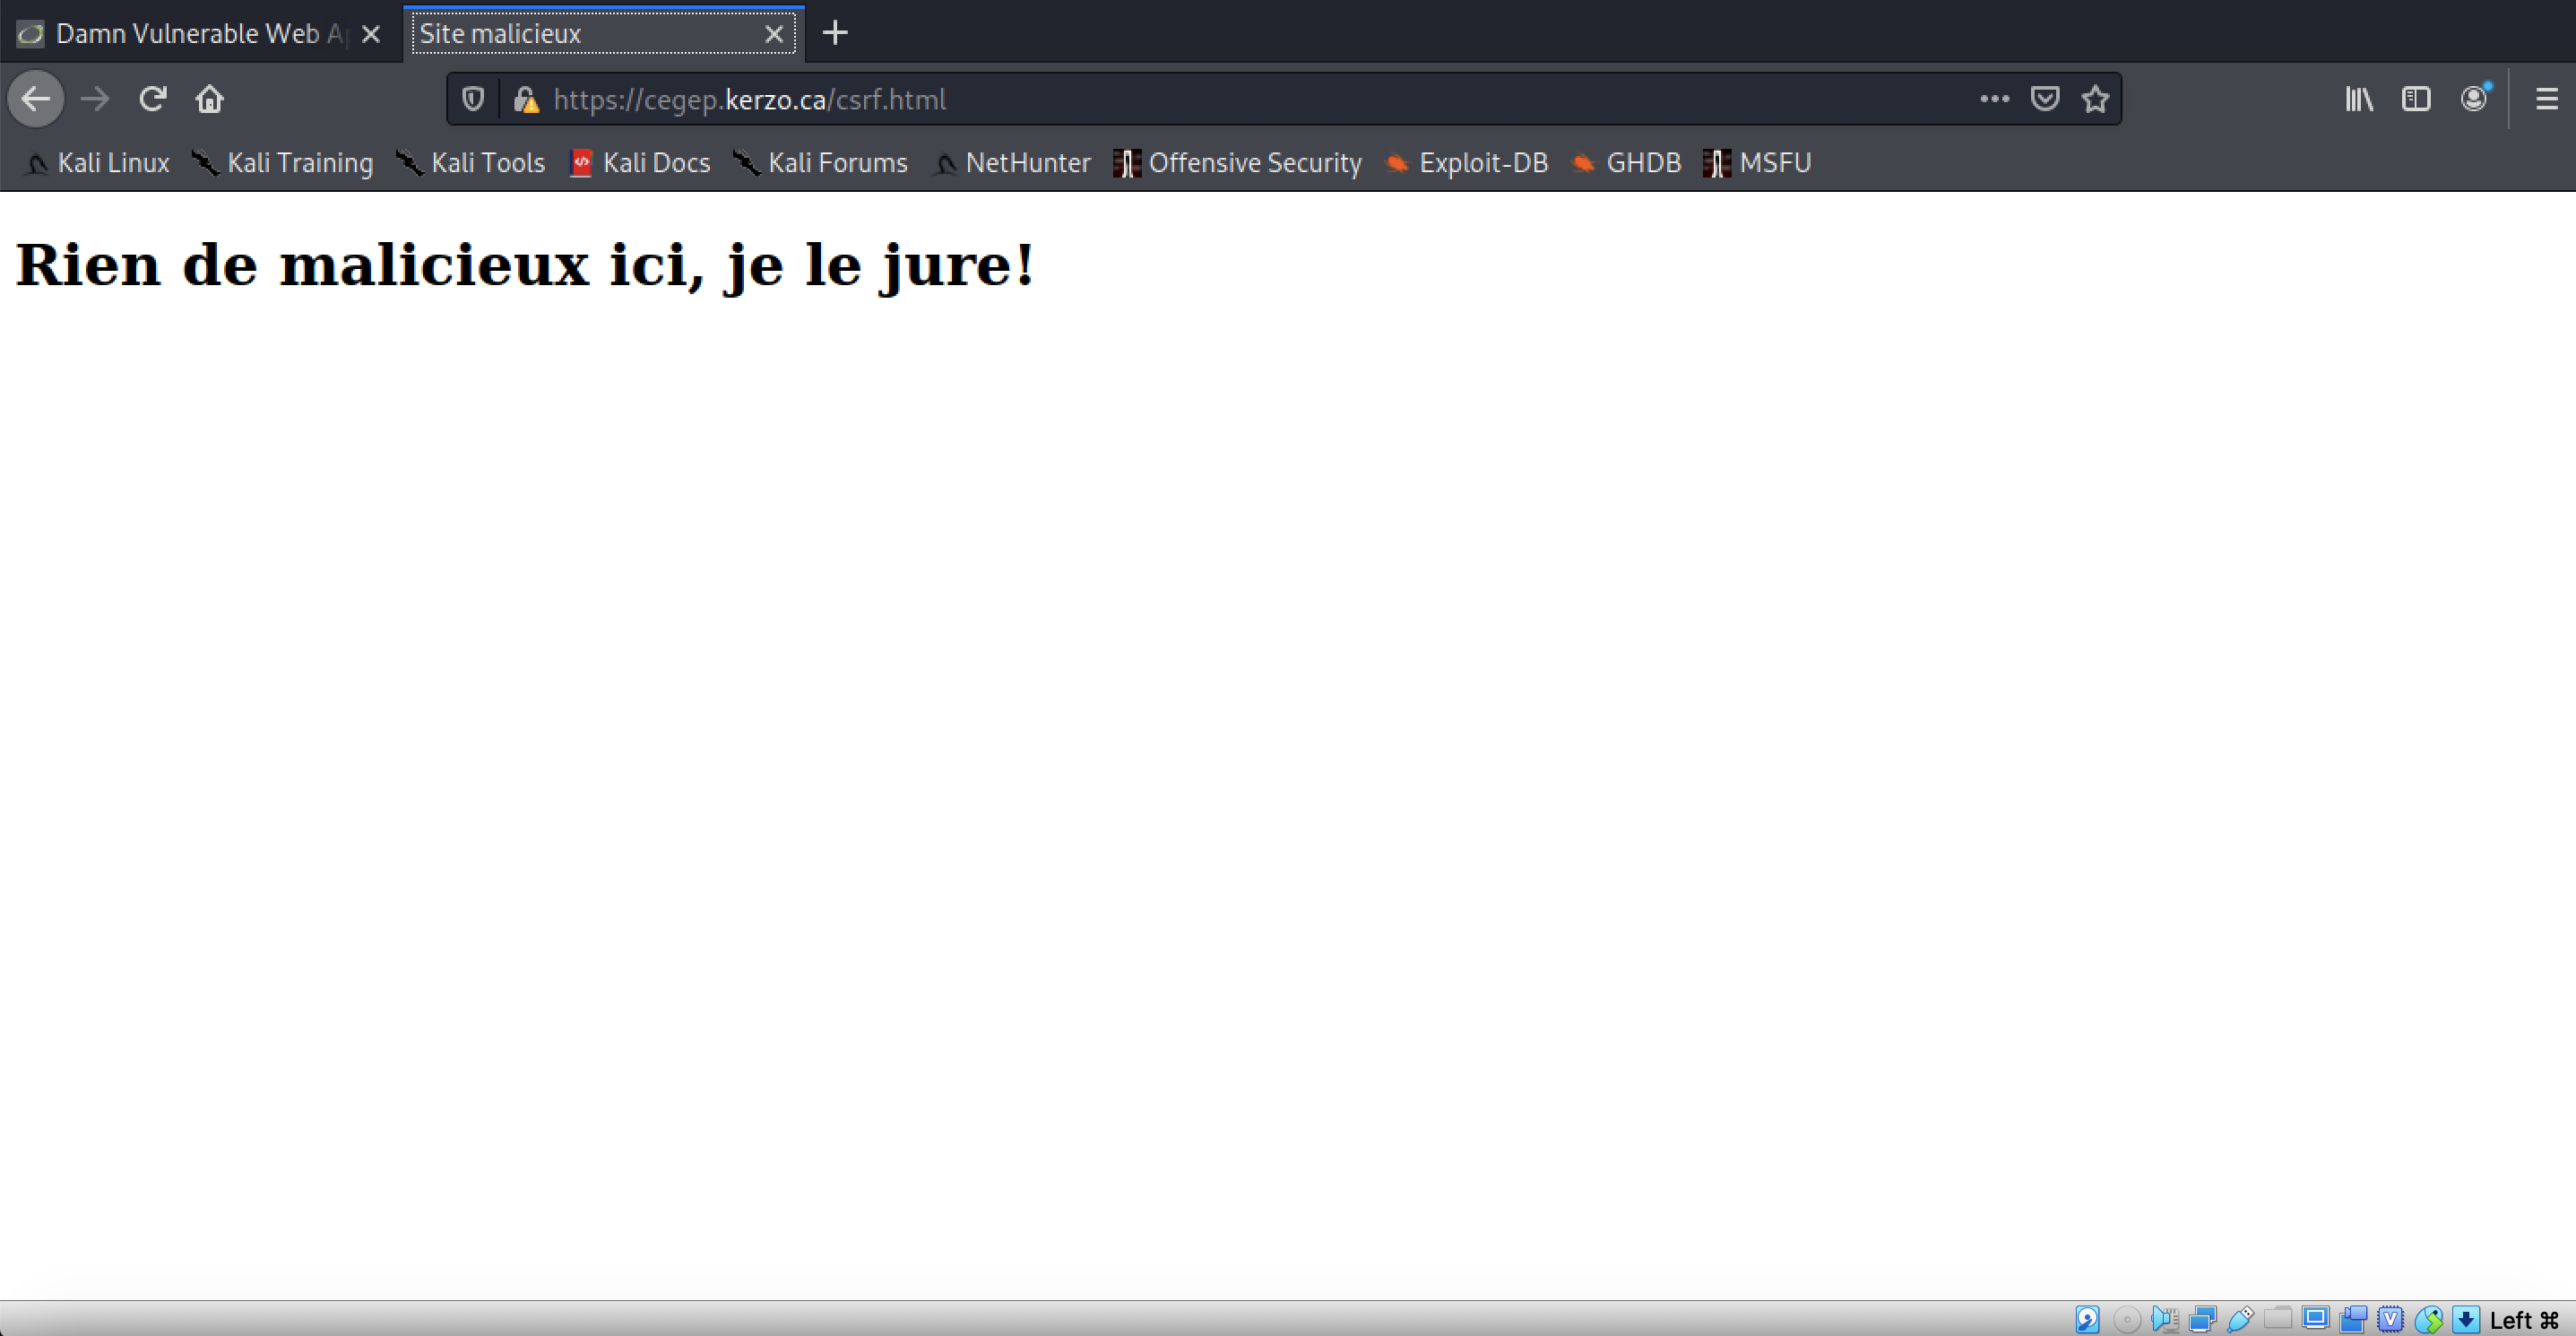 Damn Vulnerable Web Ap
Site malicieux
https://cegep.kerzo.ca/csrf.html
Kali Linux Kali Training Kali Tools Kali Docs Kali Forums NetHunter Offensive Security Exploit-DB GHDB MSFU
Rien de malicieux ici, je le jure!
Left ⌘